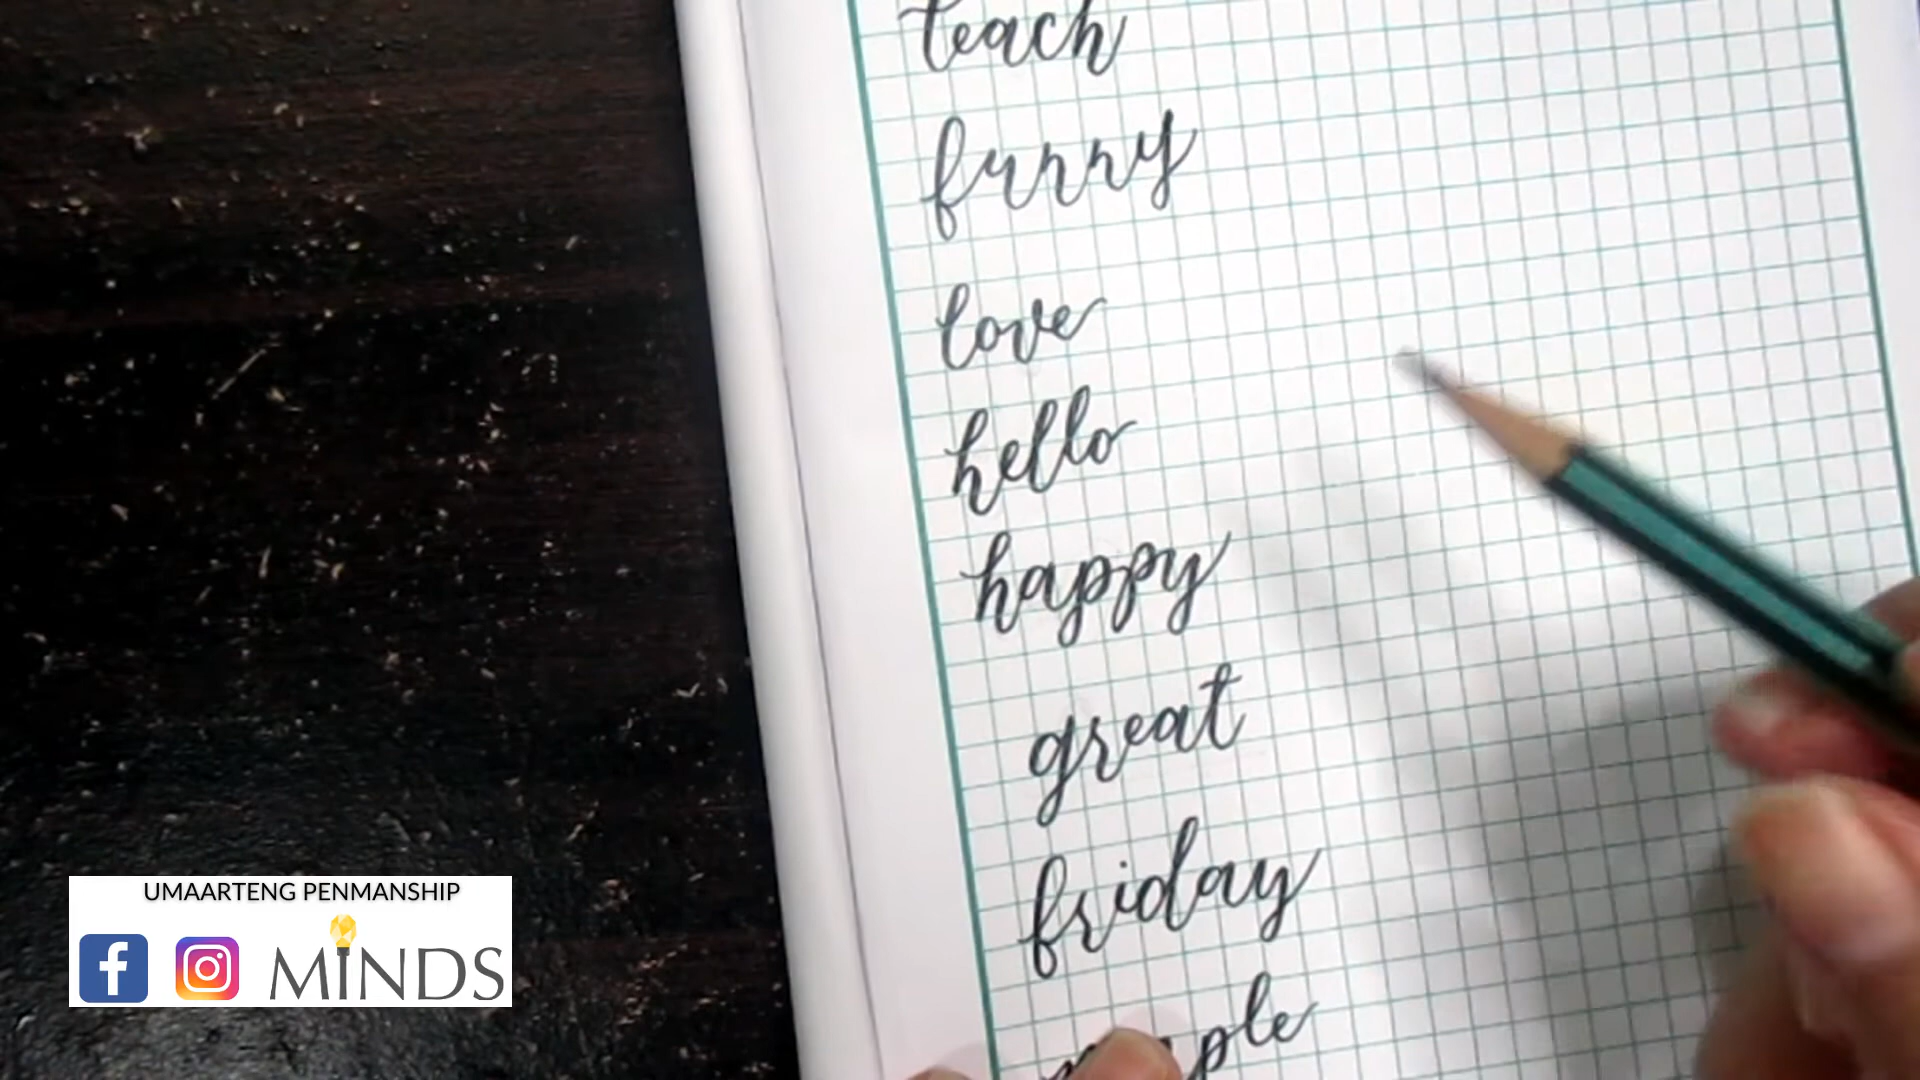 teach
funny
love
hello
happy
great
friday
UMAARTENG PENMANSHIP
MINDS